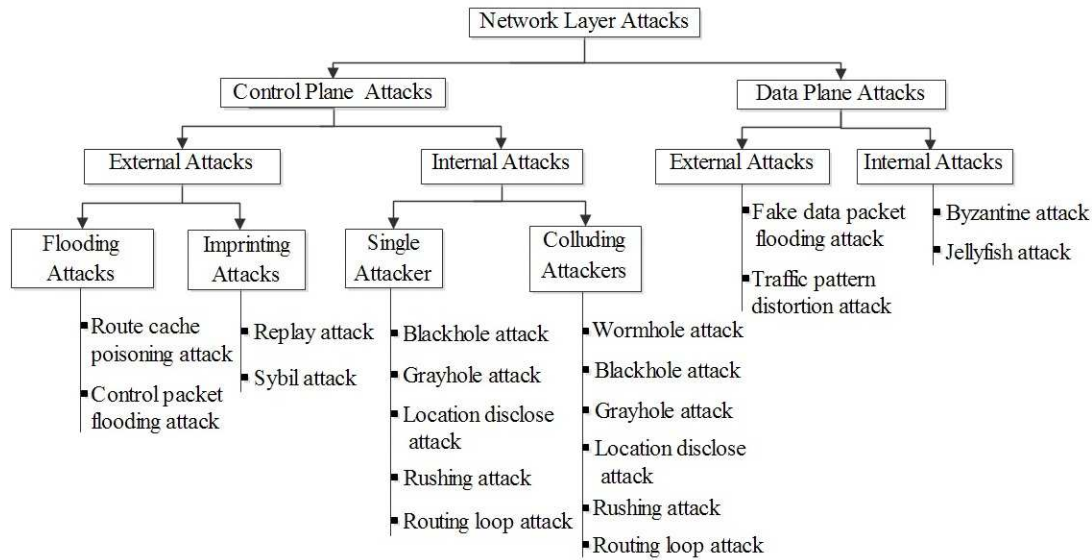 Network Layer Attacks
Control Plane Attacks
Data Plane Attacks
External Attacks
Internal Attacks
External Attacks
Internal Attacks
Flooding
Attacks
Imprinting
Attacks
Single
Attacker
Colluding
Attackers
Fake data packet
flooding attack
Traffic pattern
distortion attack
Byzantine attack
Jellyfish attack
Route cache
poisoning attack
Control packet
flooding attack
Replay attack
Sybil attack
Blackhole attack
Grayhole attack
Location disclose
attack
Rushing attack
Routing loop attack
Wormhole attack
Blackhole attack
Grayhole attack
Location disclose
attack
Rushing attack
Routing loop attack